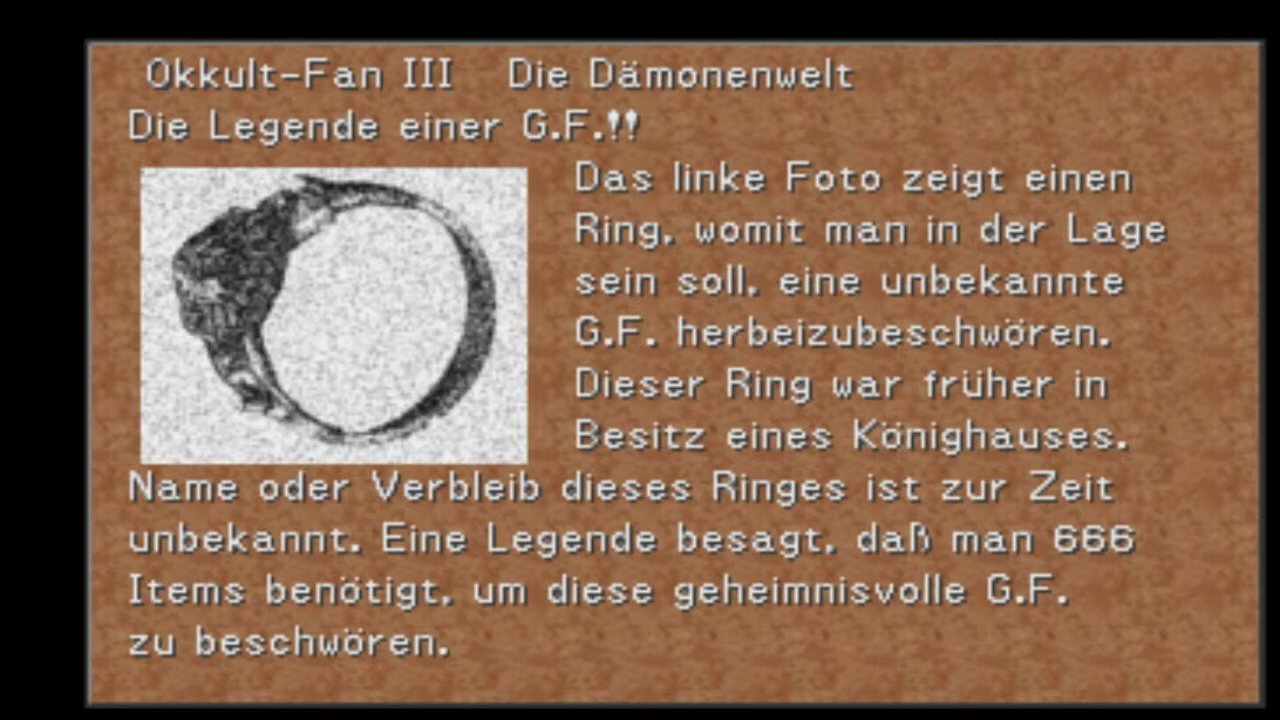 Okkult-Fan III Die Dämonenwelt
Die Legende einer G.F.!!
Das linke Foto zeigt einen
Ring, womit man in der Lage
sein soll, eine unbekannte
G.F. herbeizubeschwören.
Dieser Ring war früher in
Besitz eines Könighauses.
Name oder Verbleib dieses Ringes ist zur Zeit
unbekannt. Eine Legende besagt, daß man 666
Items benötigt, um diese geheimnisvolle G.F.
zu beschwören.